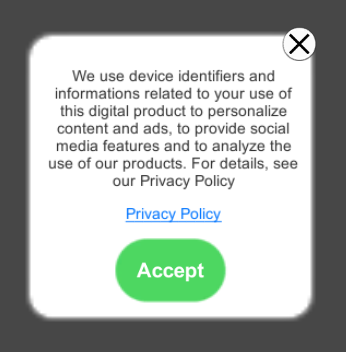 We use device identifiers and
informations related to your use of
this digital product to personalize
content and ads, to provide social
media features and to analyze the
use of our products. For details, see
our Privacy Policy
Privacy Policy
Accept